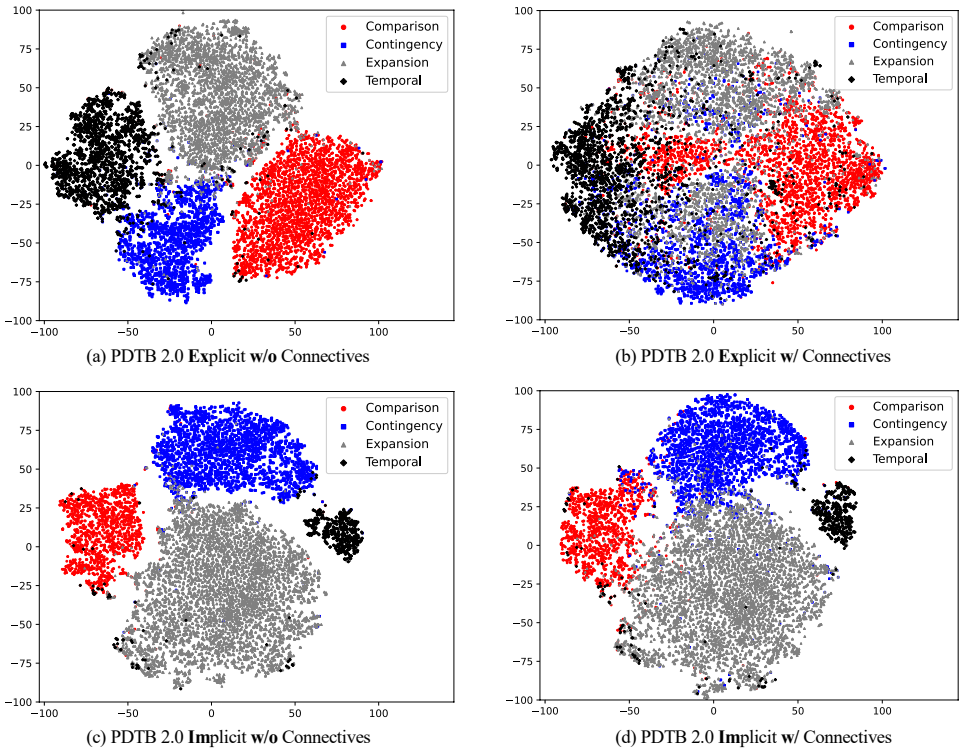 100
75
50
25
0
−25
−50
−75
−100
−100
−50
0
50
100
Comparison
Contingency
Expansion
Temporal
(a) PDTB 2.0 Explicit w/o Connectives
100
75
50
25
0
−25
−50
−75
−100
−100
−50
0
50
100
Comparison
Contingency
Expansion
Temporal
(b) PDTB 2.0 Explicit w/ Connectives
100
75
50
25
0
−25
−50
−75
−100
−100
−50
0
50
100
Comparison
Contingency
Expansion
Temporal
(c) PDTB 2.0 Implicit w/o Connectives
100
75
50
25
0
−25
−50
−75
−100
−100
−50
0
50
100
Comparison
Contingency
Expansion
Temporal
(d) PDTB 2.0 Implicit w/ Connectives